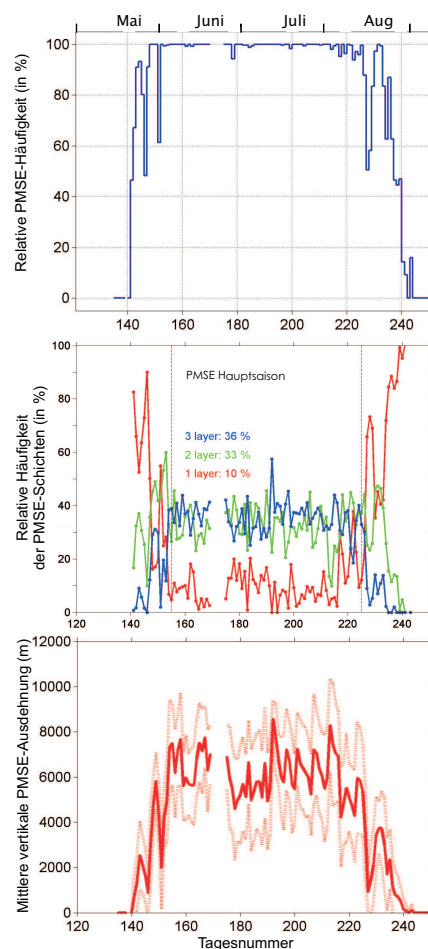 Mai Juni Juli Aug
Relative PMSE-Häufigkeit (in %)
100
80
60
40
20
0
140 160 180 200 220 240
Relative Häufigkeit
der PMSE-Schichten (in %)
100
80
60
40
20
0
PMSE Hauptsaison
3 layer: 36 %
2 layer: 33 %
1 layer: 10 %
120 140 160 180 200 220 240
Mittlere vertikale PMSE-Ausdehnung (m)
12000
10000
8000
6000
4000
2000
0
120 140 160 180 200 220 240
Tagesnummer